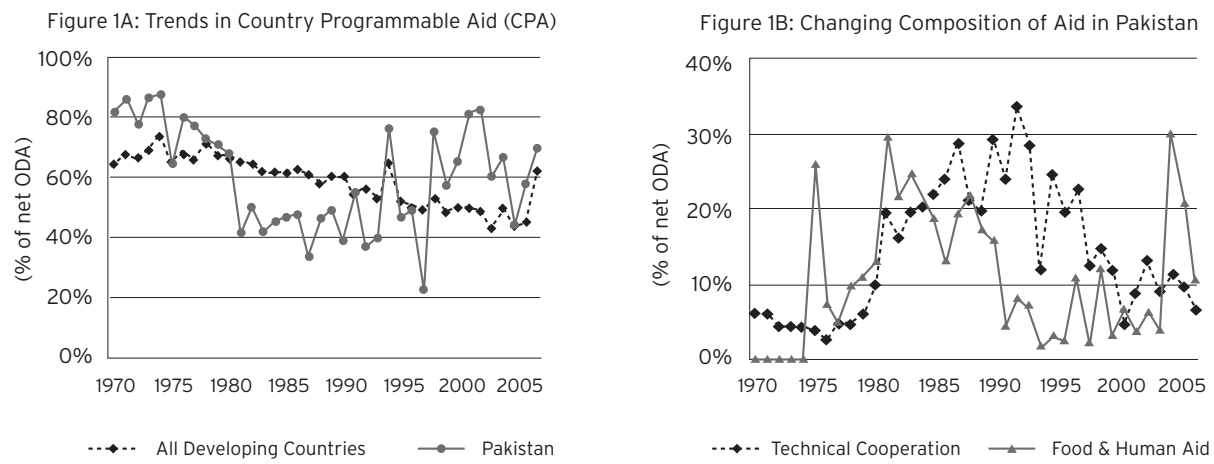 Figure 1A: Trends in Country Programmable Aid (CPA)
100%
80%
60%
40%
20%
0%
(% of net ODA)
1970 1975 1980 1985 1990 1995 2000 2005
All Developing Countries Pakistan
Figure 1B: Changing Composition of Aid in Pakistan
40%
30%
20%
10%
0%
(% of net ODA)
1970 1975 1980 1985 1990 1995 2000 2005
Technical Cooperation Food & Human Aid